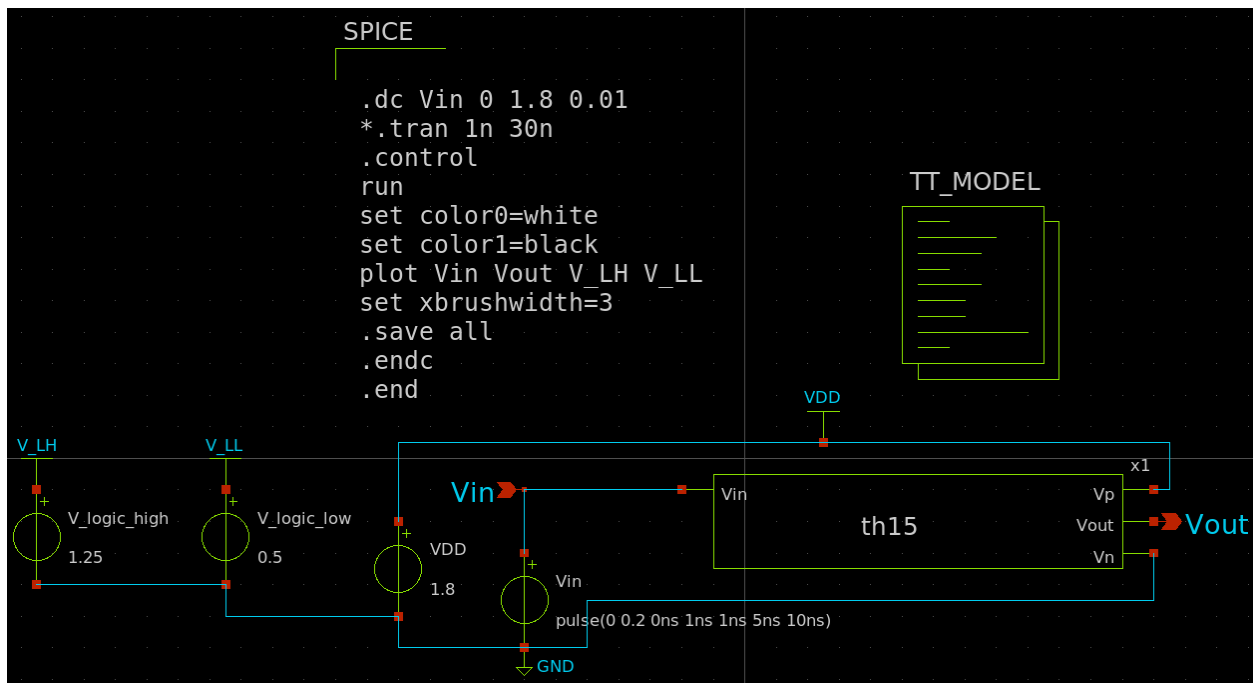 SPICE
.dc Vin 0 1.8 0.01
*.tran 1n 30n
.control
run
set color0=white
set color1=black
plot Vin Vout V_LH V_LL
set xbrushwidth=3
.save all
.endc
.end
TT_MODEL
VDD
V_LH
V_LL
x1
Vin
Vin
Vp
V_logic_high
V_logic_low
th15
Vout
Vout
VDD
Vn
1.25
0.5
Vin
1.8
pulse(0 0.2 0ns 1ns 1ns 5ns 10ns)
GND